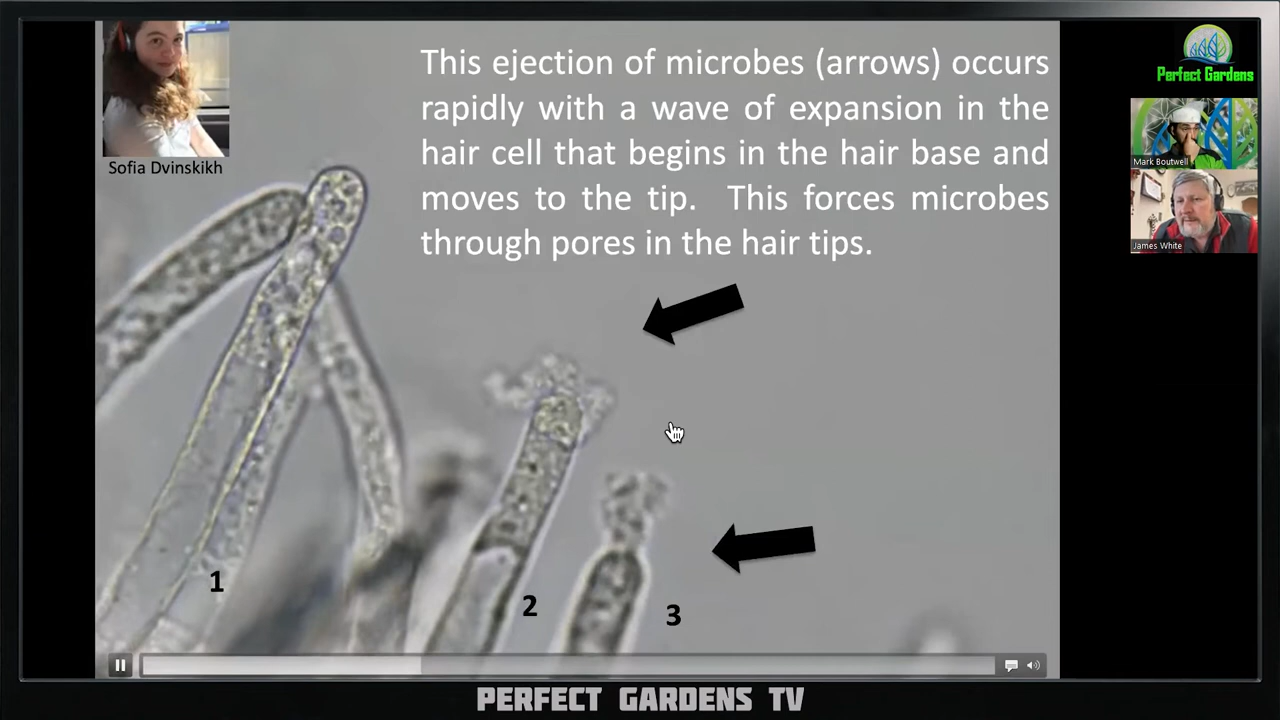 This ejection of microbes (arrows) occurs
rapidly with a wave of expansion in the
hair cell that begins in the hair base and
moves to the tip. This forces microbes
through pores in the hair tips.
Sofia Dvinskikh
Perfect Gardens
Mark Boutwell
James White
1
2
3
PERFECT GARDENS TV